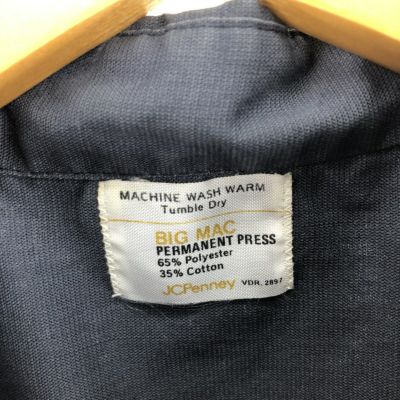 MACHINE WASH WARM
Tumble Dry
BIG MAC
PERMANENT PRESS
65% Polyester
35% Cotton
JCPenney VDR. 2897